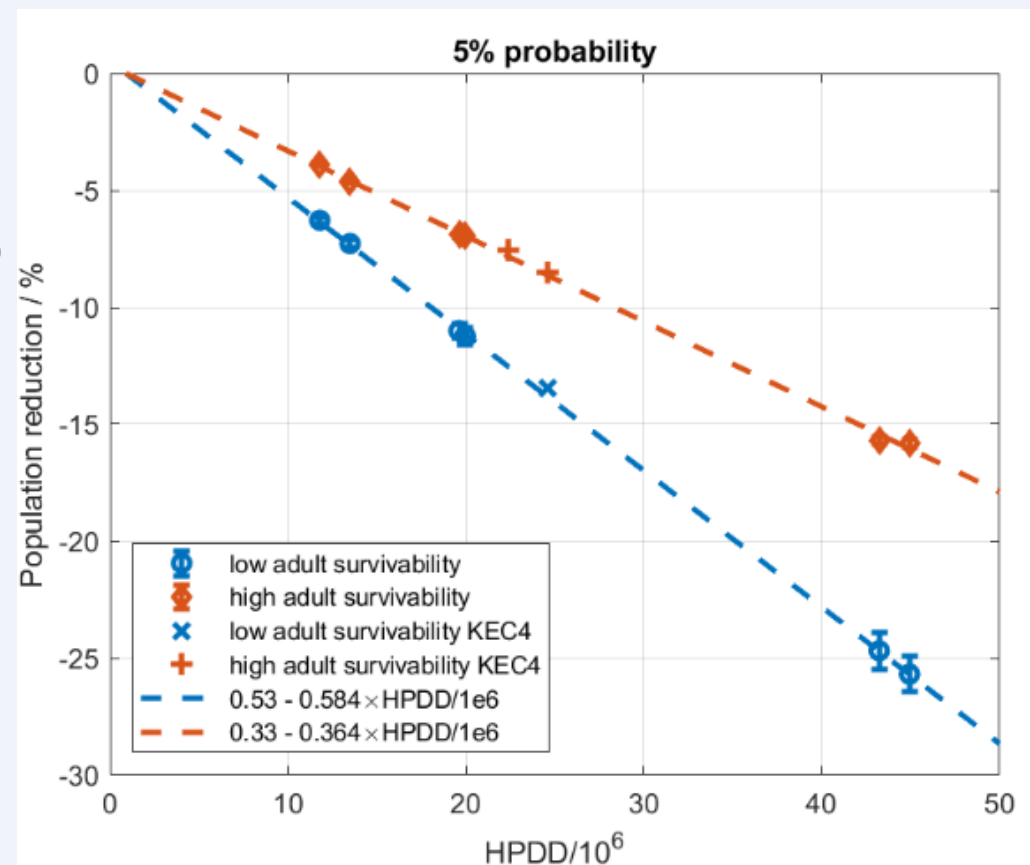 5% probability
0
-5
-10
-15
-20
-25
-30
Population reduction / %
low adult survivability
high adult survivability
low adult survivability KEC4
high adult survivability KEC4
0.53 - 0.584×HPDD/1e6
0.33 - 0.364×HPDD/1e6
0 10 20 30 40 50
HPDD/10⁶